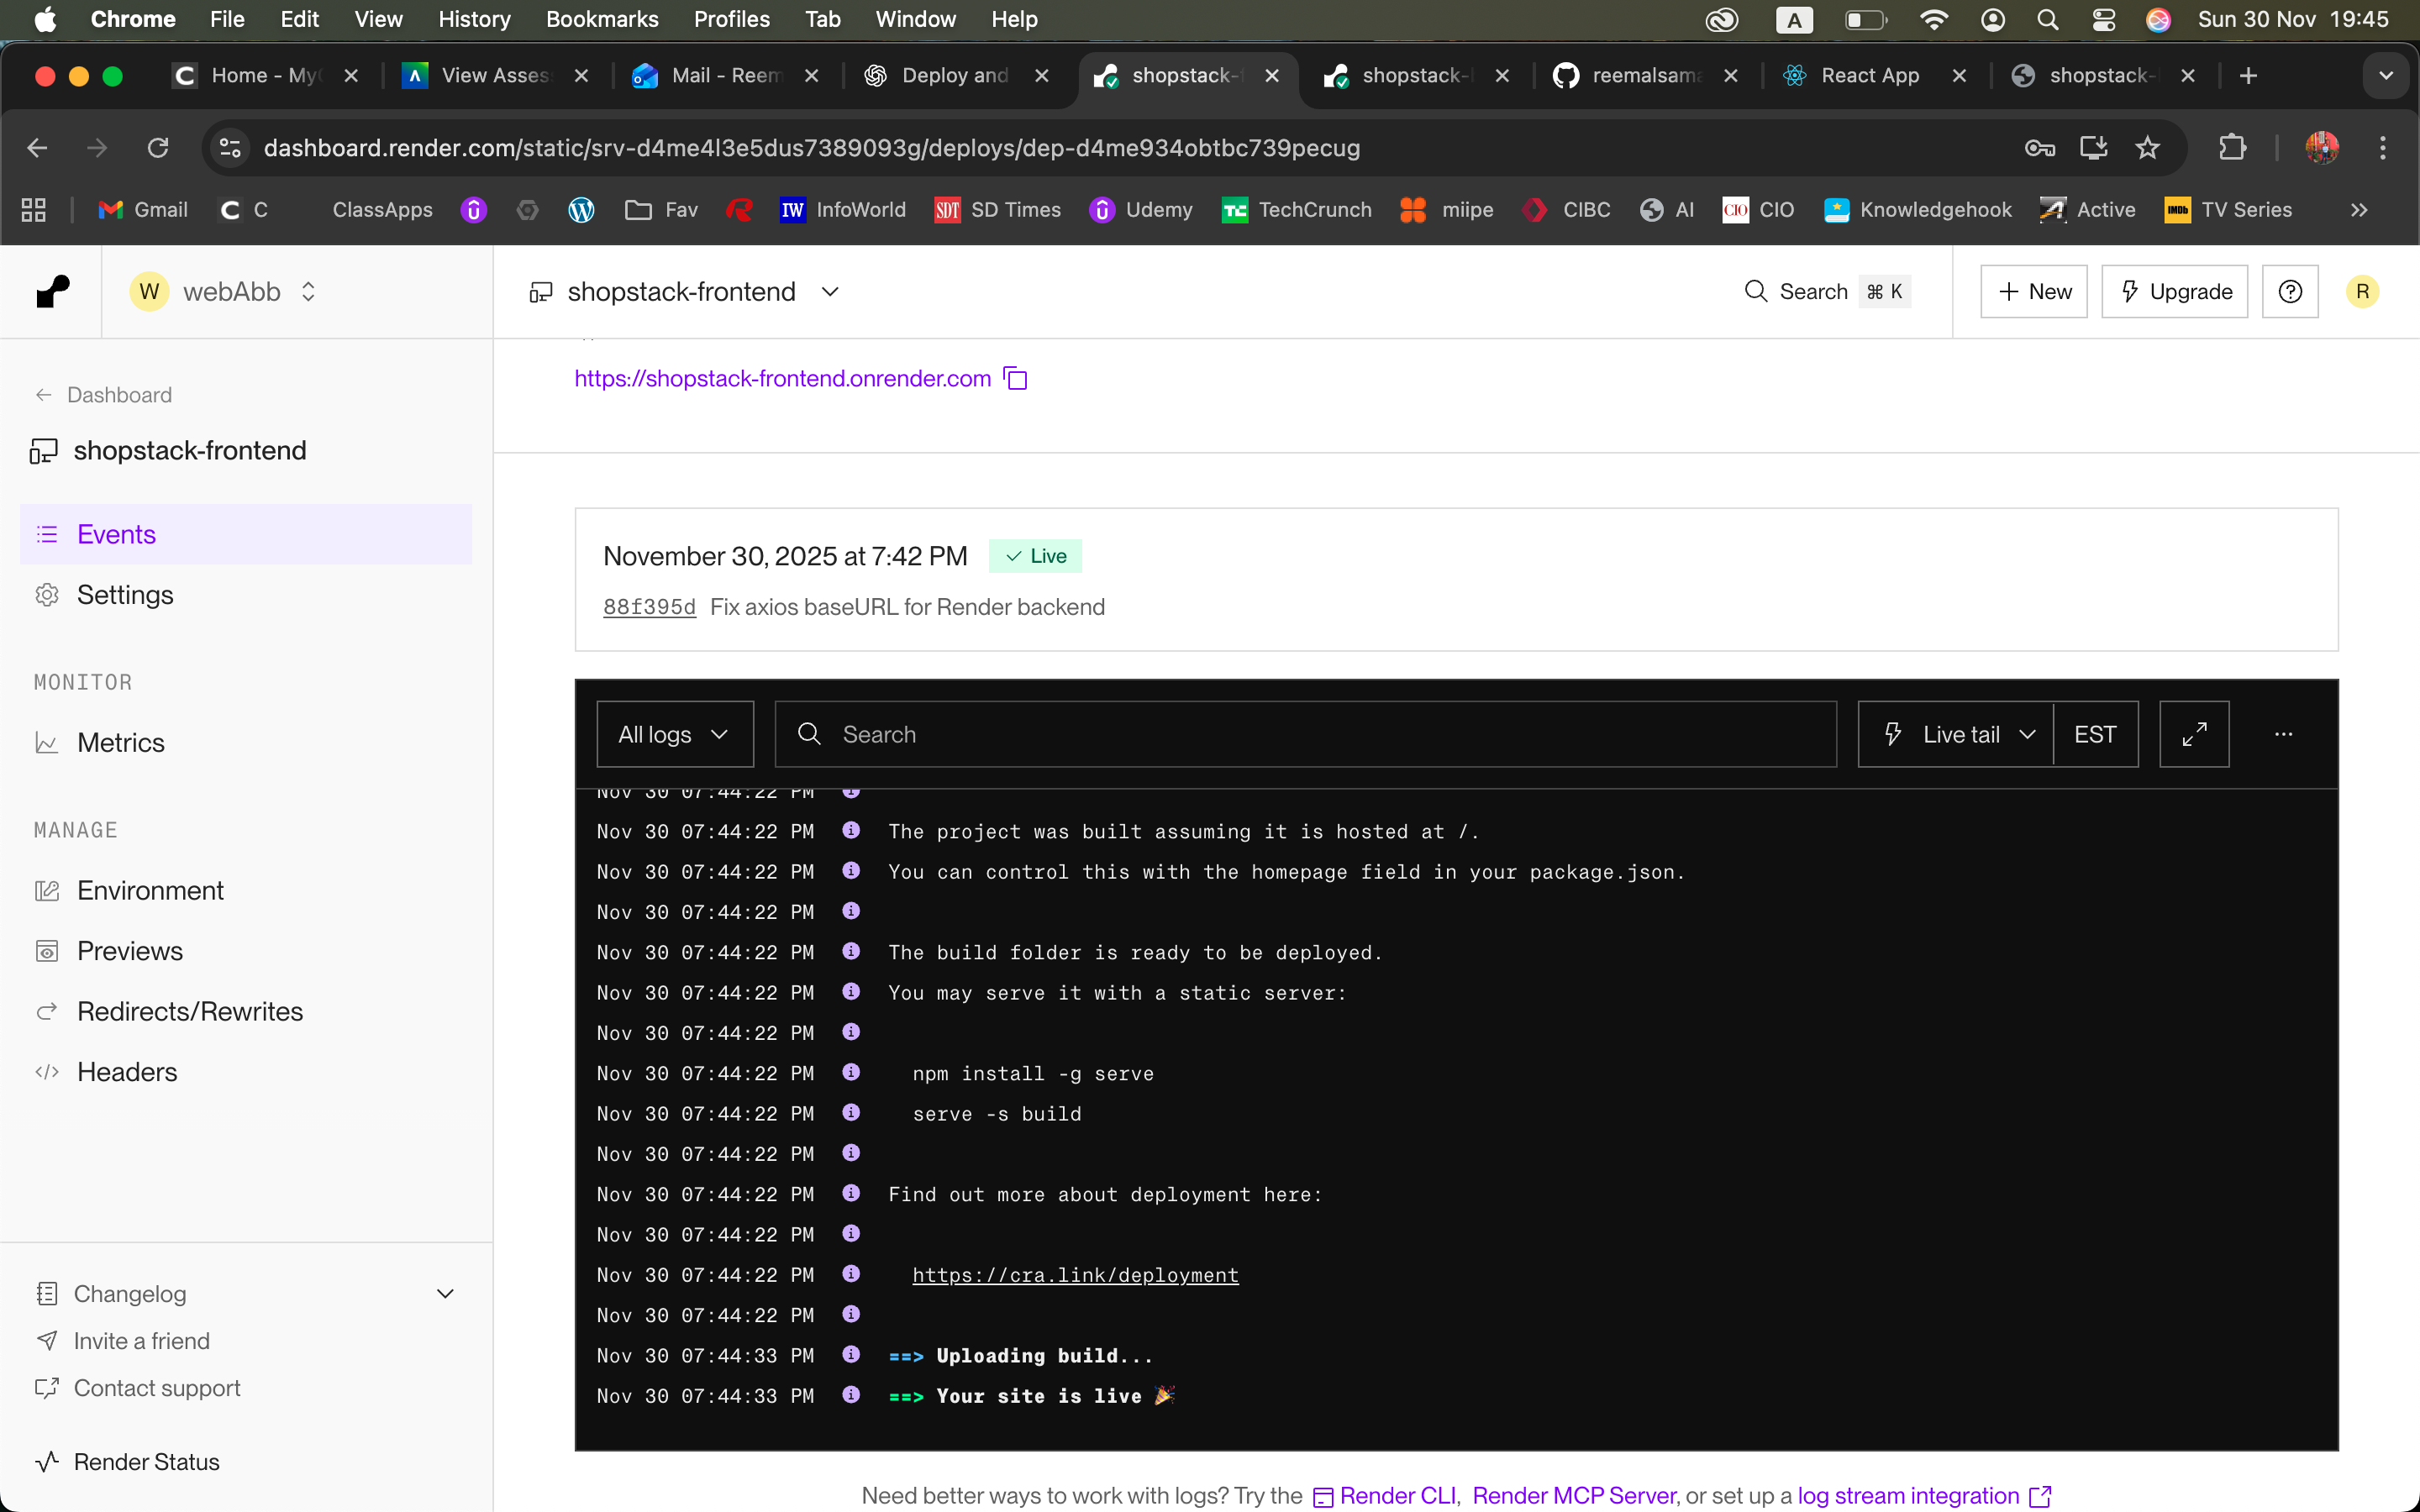 Chrome File Edit View History Bookmarks Profiles Tab Window Help A Sun 30 Nov 19:45
Home - My View Asses Mail - Reem Deploy and shopstack- shopstack- reemalsama React App shopstack-
dashboard.render.com/static/srv-d4me4l3e5dus7389093g/deploys/dep-d4me934obtbc739pecug
Gmail C ClassApps Fav IW InfoWorld SDT SD Times Udemy TC TechCrunch miipe CIBC AI CIO CIO Knowledgehook Active IMDb TV Series
W webAbb shopstack-frontend Search ⌘ K + New Upgrade R
https://shopstack-frontend.onrender.com
Dashboard
shopstack-frontend
Events
Settings
MONITOR
Metrics
MANAGE
Environment
Previews
Redirects/Rewrites
Headers
Changelog
Invite a friend
Contact support
Render Status
November 30, 2025 at 7:42 PM Live
88f395d Fix axios baseURL for Render backend
All logs Search Live tail EST ...
Nov 30 07:44:22 PM
Nov 30 07:44:22 PM The project was built assuming it is hosted at /.
Nov 30 07:44:22 PM You can control this with the homepage field in your package.json.
Nov 30 07:44:22 PM
Nov 30 07:44:22 PM The build folder is ready to be deployed.
Nov 30 07:44:22 PM You may serve it with a static server:
Nov 30 07:44:22 PM
Nov 30 07:44:22 PM npm install -g serve
Nov 30 07:44:22 PM serve -s build
Nov 30 07:44:22 PM
Nov 30 07:44:22 PM Find out more about deployment here:
Nov 30 07:44:22 PM
Nov 30 07:44:22 PM https://cra.link/deployment
Nov 30 07:44:22 PM
Nov 30 07:44:33 PM ==> Uploading build...
Nov 30 07:44:33 PM ==> Your site is live 🎉
Need better ways to work with logs? Try the Render CLI, Render MCP Server, or set up a log stream integration